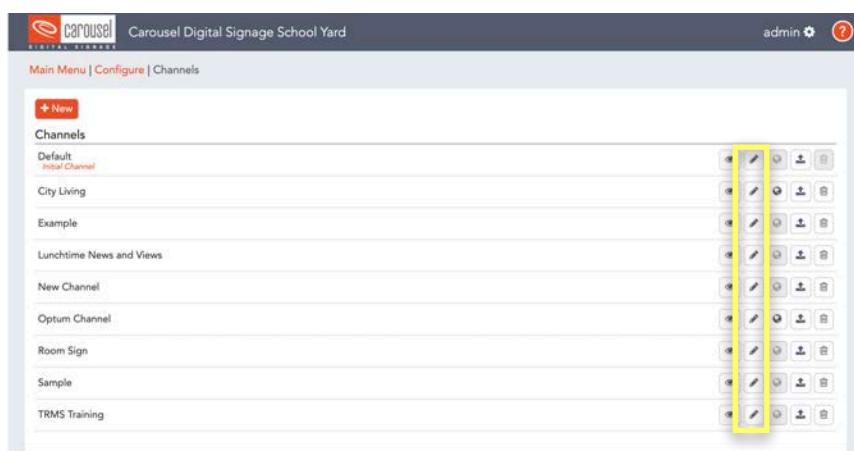 carousel
DIGITAL SIGNAGE
Carousel Digital Signage School Yard
admin
?
Main Menu | Configure | Channels
+ New
Channels
Default
Initial Channel
City Living
Example
Lunchtime News and Views
New Channel
Optum Channel
Room Sign
Sample
TRMS Training